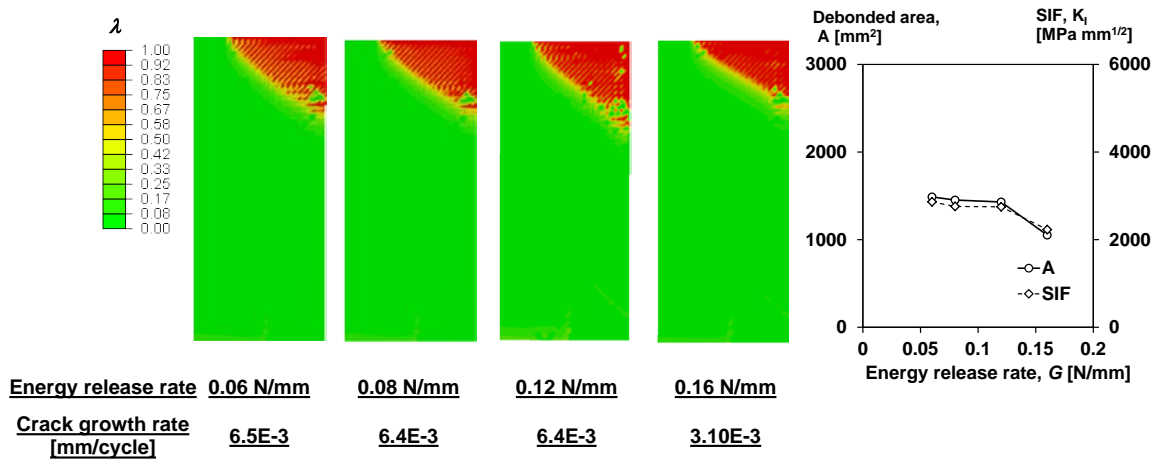 λ
1.00
0.92
0.83
0.75
0.67
0.58
0.50
0.42
0.33
0.25
0.17
0.08
0.00
Debonded area,
A [mm²]
SIF, K_I
[MPa mm^1/2]
3000
2000
1000
0
6000
4000
2000
0
A
SIF
0 0.05 0.1 0.15 0.2
Energy release rate, G [N/mm]
Energy release rate 0.06 N/mm 0.08 N/mm 0.12 N/mm 0.16 N/mm
Crack growth rate
[mm/cycle] 6.5E-3 6.4E-3 6.4E-3 3.10E-3